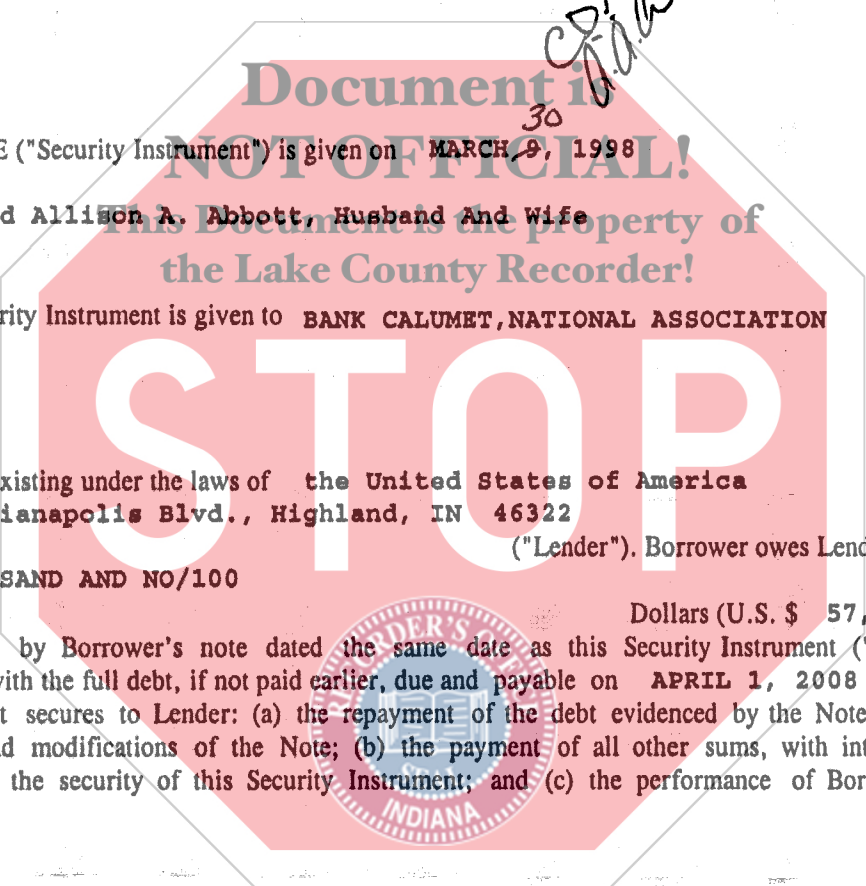 Document is
30
E ("Security Instrument") is given on MARCH 9, 1998
NOT OFFICIAL!
d Allison A. Abbott, Husband And Wife
This Document is the property of
the Lake County Recorder!
rity Instrument is given to BANK CALUMET, NATIONAL ASSOCIATION
STOP
xisting under the laws of the United States of America
ianapolis Blvd., Highland, IN 46322
("Lender"). Borrower owes Lend
SAND AND NO/100
Dollars (U.S. $ 57,
by Borrower's note dated the same date as this Security Instrument ("
vith the full debt, if not paid earlier, due and payable on APRIL 1, 2008
t secures to Lender: (a) the repayment of the debt evidenced by the Note
d modifications of the Note; (b) the payment of all other sums, with int
the security of this Security Instrument; and (c) the performance of Bor
RECORDER'S OFFICE
SEAL
INDIANA